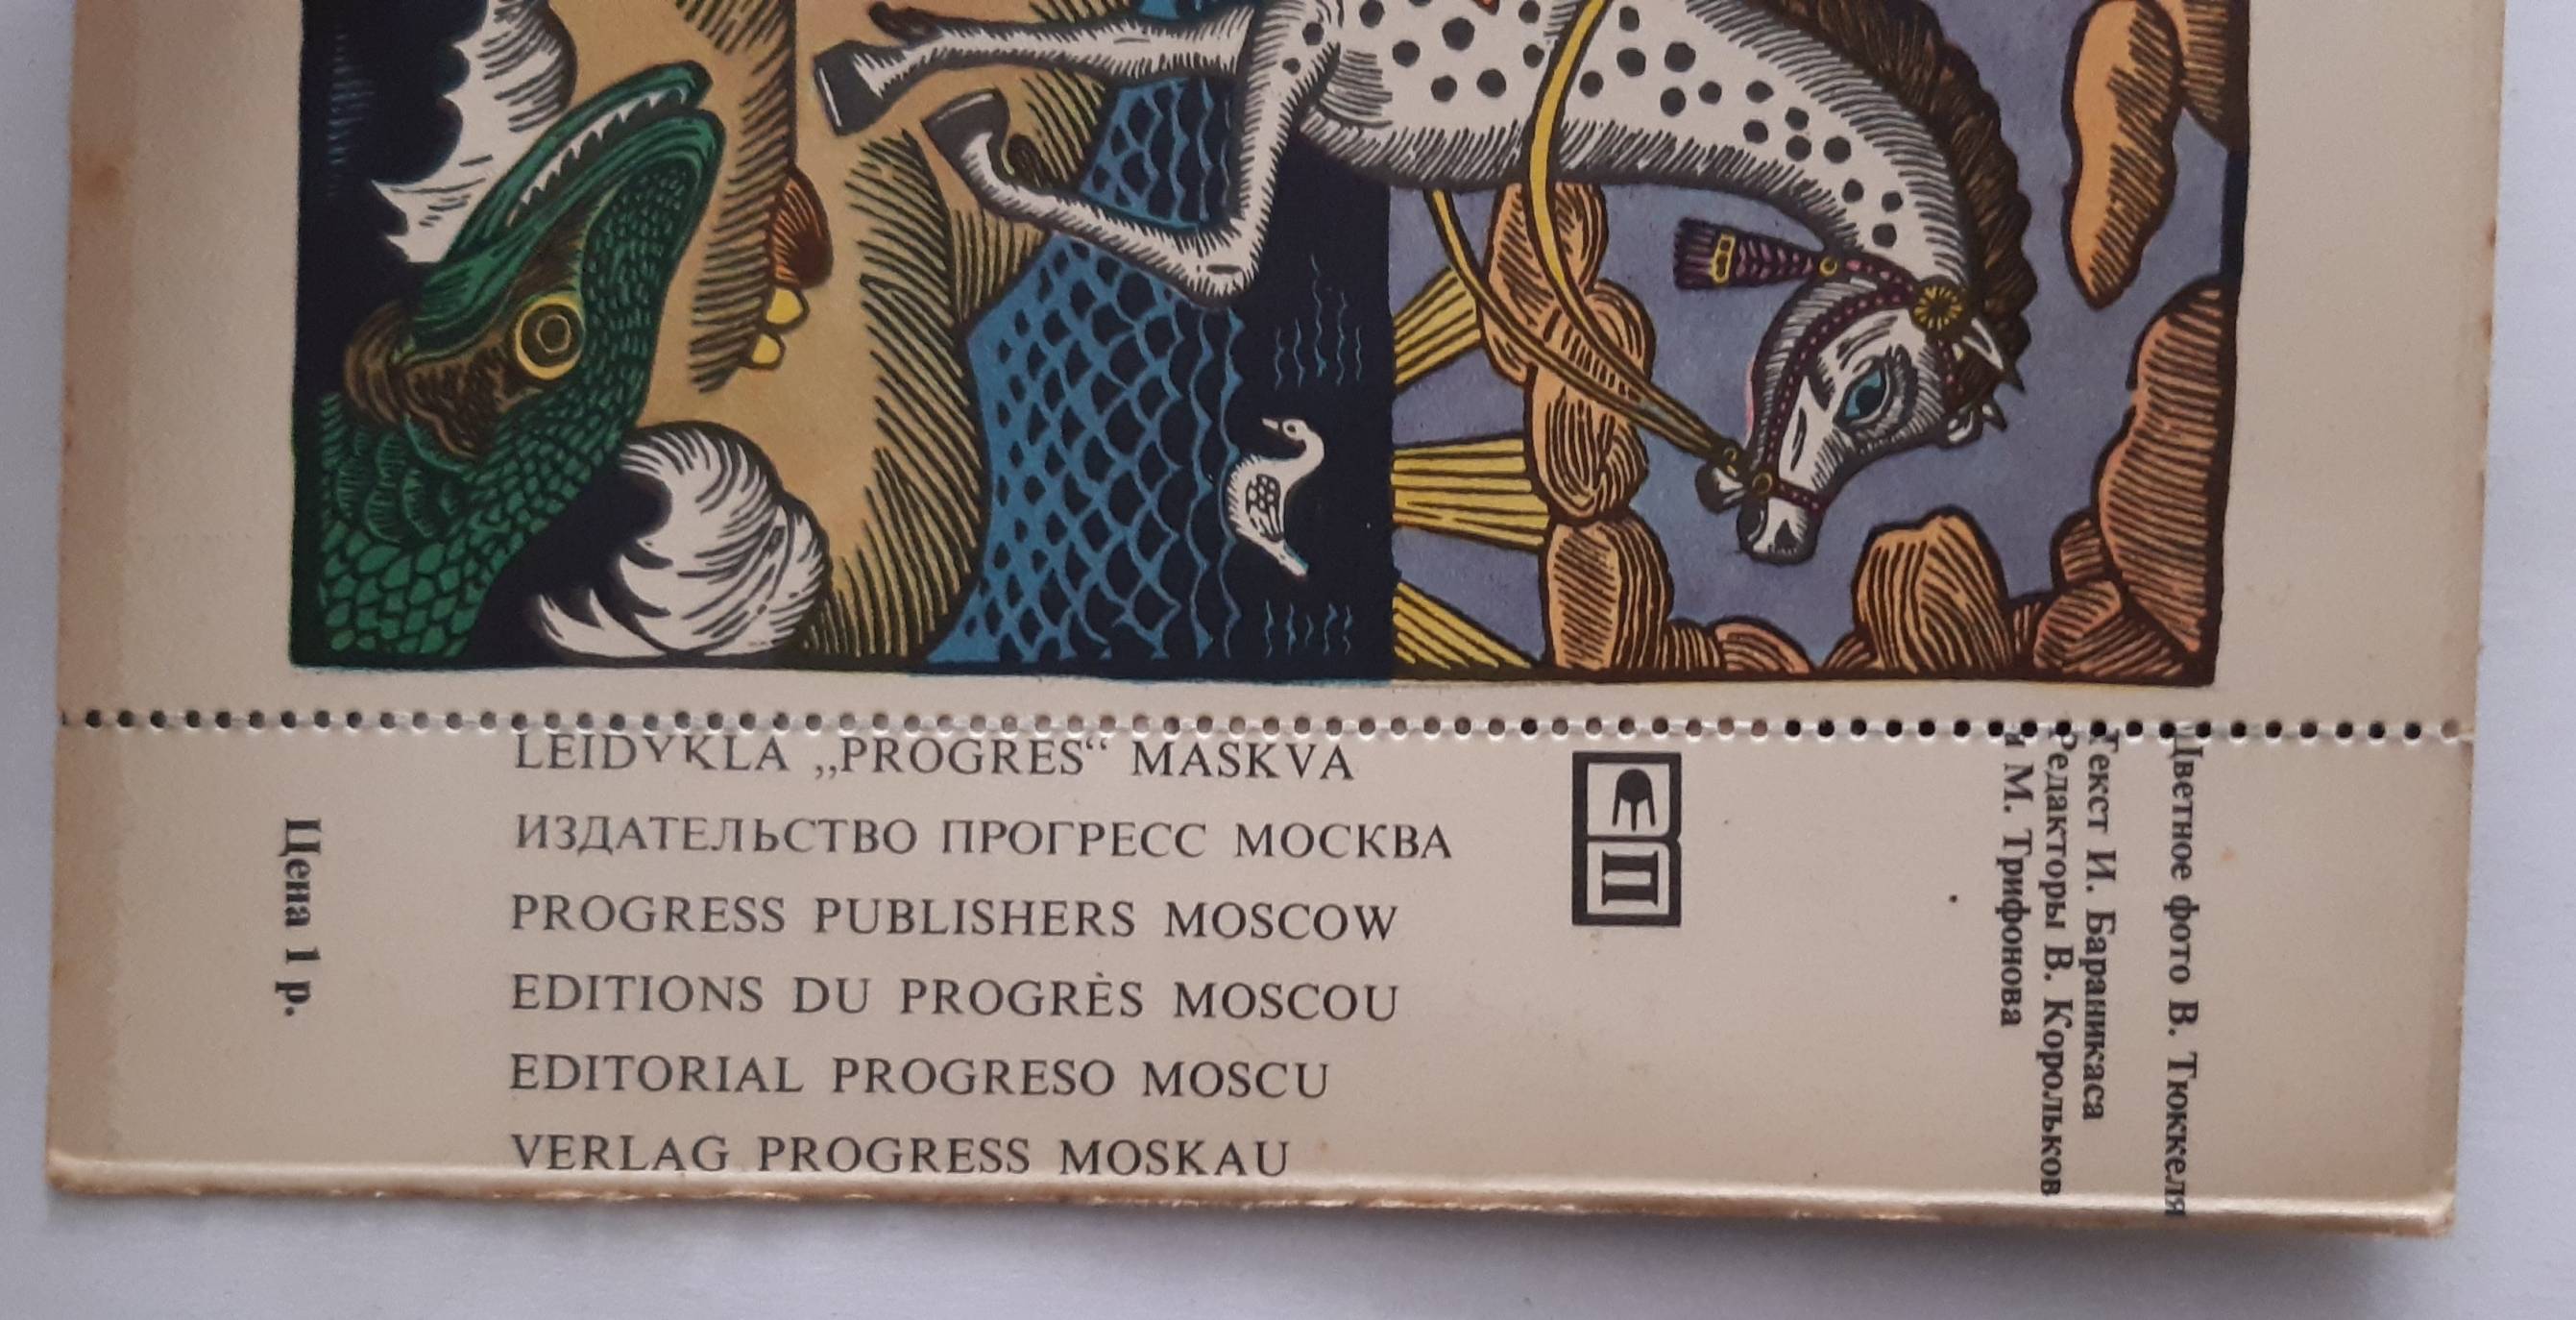 LEIDYKLA „PROGRES“ MASKVA
ИЗДАТЕЛЬСТВО ПРОГРЕСС МОСКВА
PROGRESS PUBLISHERS MOSCOW
EDITIONS DU PROGRÈS MOSCOU
EDITORIAL PROGRESO MOSCU
VERLAG PROGRESS MOSKAU
П
Цена 1 р.
Цветное фото В. Тюккеля
Текст И. Бараникаса
Редакторы В. Корольков
и М. Трифонова